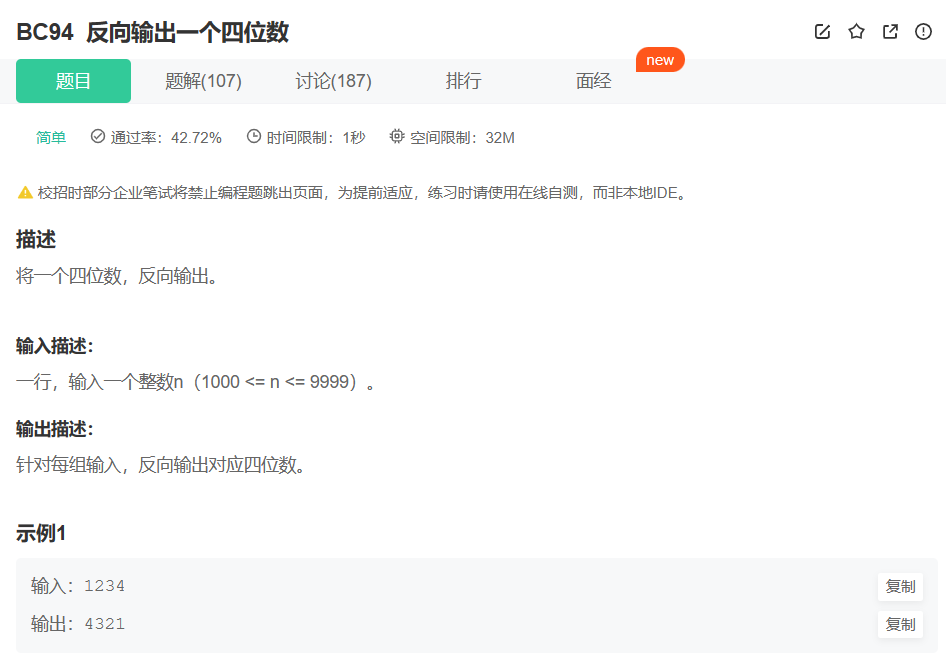 BC94 反向输出一个四位数
new
题目 题解(107) 讨论(187) 排行 面经
简单 通过率：42.72% 时间限制：1秒 空间限制：32M
校招时部分企业笔试将禁止编程题跳出页面，为提前适应，练习时请使用在线自测，而非本地IDE。
描述
将一个四位数，反向输出。
输入描述：
一行，输入一个整数n（1000 <= n <= 9999）。
输出描述：
针对每组输入，反向输出对应四位数。
示例1
输入：1234 复制
输出：4321 复制